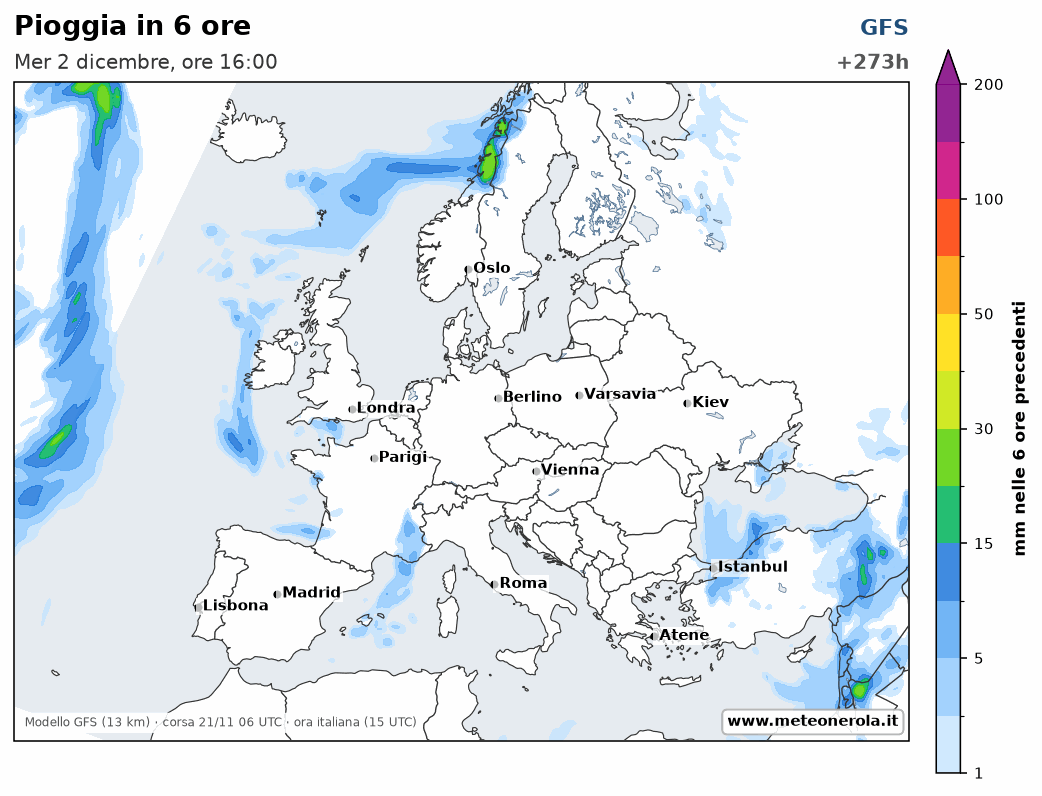 Pioggia in 6 ore
GFS
Mer 2 dicembre, ore 16:00
+273h
200
100
50
30
15
5
1
mm nelle 6 ore precedenti
Oslo
Berlino
Varsavia
Kiev
Londra
Parigi
Vienna
Istanbul
Roma
Madrid
Lisbona
Atene
Modello GFS (13 km) · corsa 21/11 06 UTC · ora italiana (15 UTC)
www.meteonerola.it